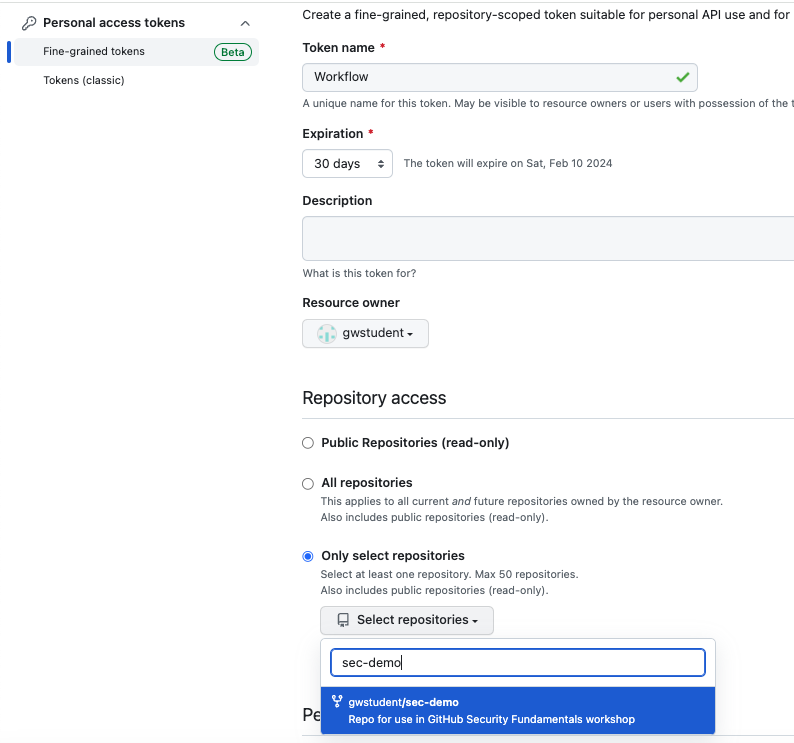 Personal access tokens
Fine-grained tokens Beta
Tokens (classic)
Create a fine-grained, repository-scoped token suitable for personal API use and for
Token name *
Workflow
A unique name for this token. May be visible to resource owners or users with possession of the
Expiration *
30 days The token will expire on Sat, Feb 10 2024
Description
What is this token for?
Resource owner
gwstudent
Repository access
Public Repositories (read-only)
All repositories
This applies to all current and future repositories owned by the resource owner.
Also includes public repositories (read-only).
Only select repositories
Select at least one repository. Max 50 repositories.
Also includes public repositories (read-only).
Select repositories
sec-demo
gwstudent/sec-demo
Repo for use in GitHub Security Fundamentals workshop
Pe